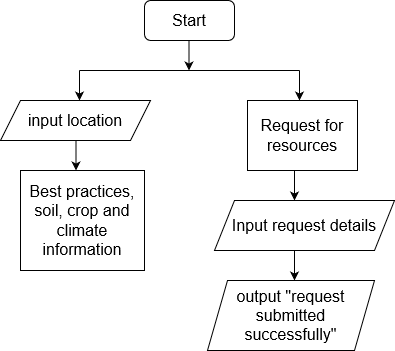 Start
input location
Best practices,
soil, crop and
climate
information
Request for
resources
Input request details
output "request
submitted
successfully"